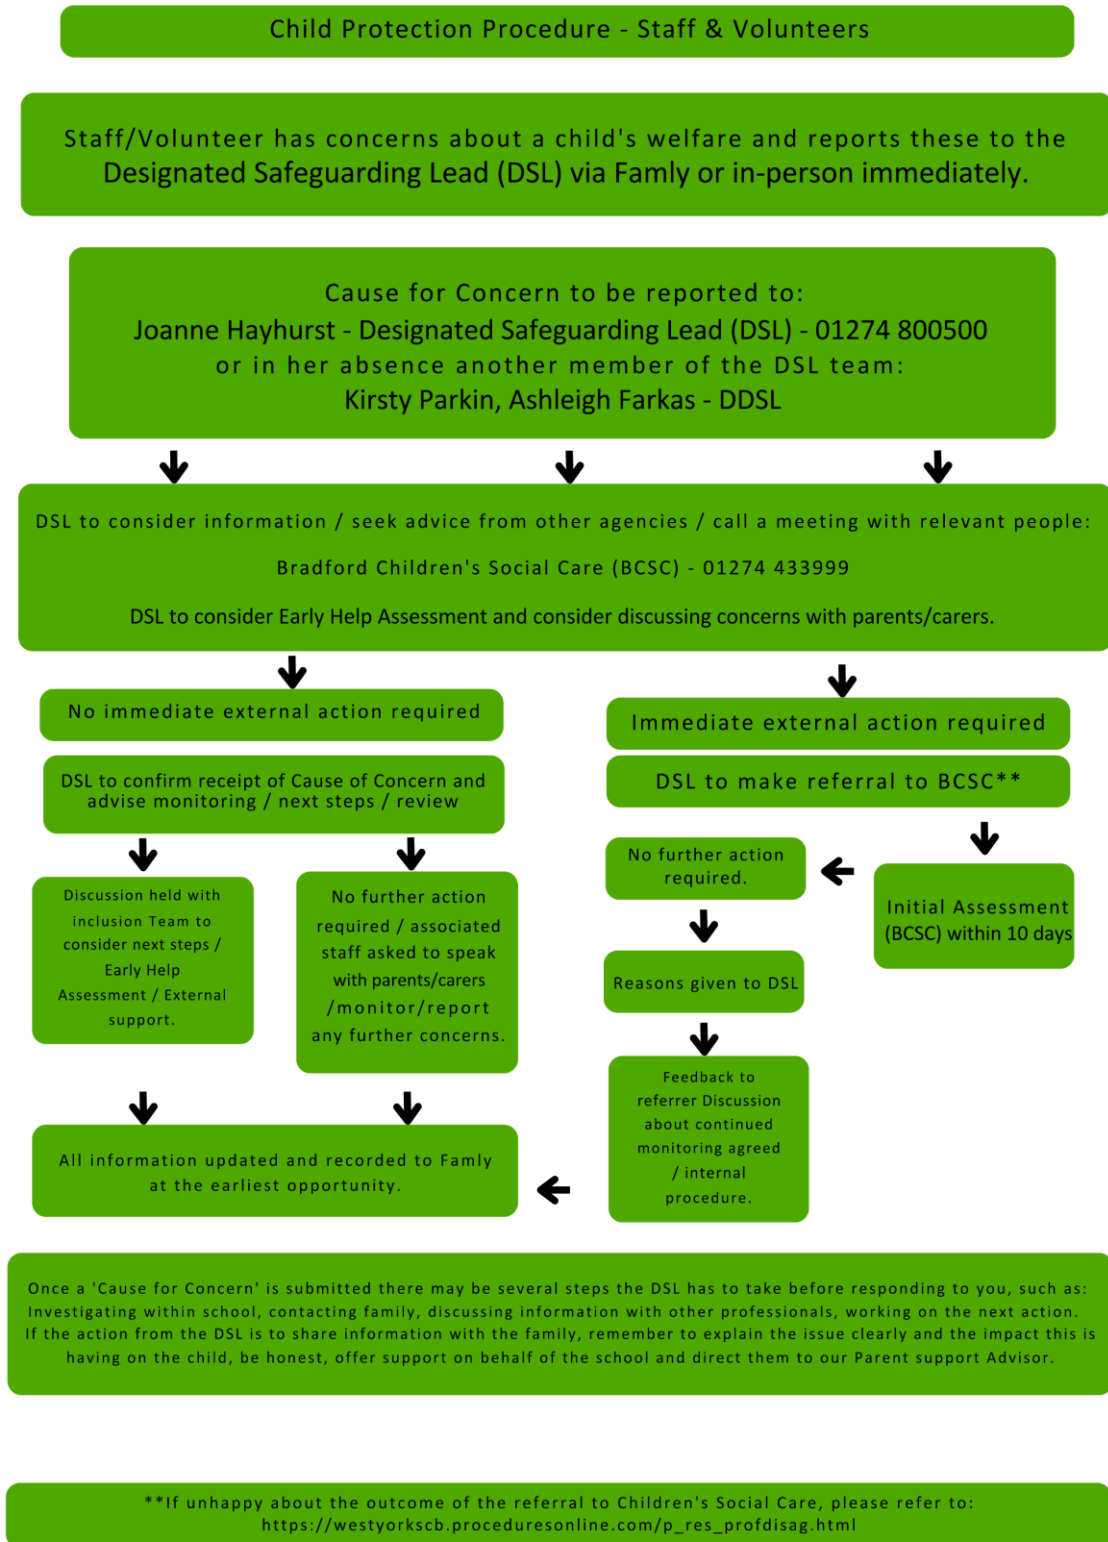 Child Protection Procedure - Staff & Volunteers
Staff/Volunteer has concerns about a child's welfare and reports these to the
Designated Safeguarding Lead (DSL) via Famly or in-person immediately.
Cause for Concern to be reported to:
Joanne Hayhurst - Designated Safeguarding Lead (DSL) - 01274 800500
or in her absence another member of the DSL team:
Kirsty Parkin, Ashleigh Farkas - DDSL
DSL to consider information / seek advice from other agencies / call a meeting with relevant people:
Bradford Children's Social Care (BCSC) - 01274 433999
DSL to consider Early Help Assessment and consider discussing concerns with parents/carers.
No immediate external action required
DSL to confirm receipt of Cause of Concern and
advise monitoring / next steps / review
Discussion held with
inclusion Team to
consider next steps /
Early Help
Assessment / External
support.
No further action
required / associated
staff asked to speak
with parents/carers
/monitor/report
any further concerns.
Immediate external action required
DSL to make referral to BCSC**
Initial Assessment
(BCSC) within 10 days
No further action
required.
Reasons given to DSL
Feedback to
referrer Discussion
about continued
monitoring agreed
/ internal
procedure.
All information updated and recorded to Famly
at the earliest opportunity.
Once a 'Cause for Concern' is submitted there may be several steps the DSL has to take before responding to you, such as:
Investigating within school, contacting family, discussing information with other professionals, working on the next action.
If the action from the DSL is to share information with the family, remember to explain the issue clearly and the impact this is
having on the child, be honest, offer support on behalf of the school and direct them to our Parent support Advisor.
**If unhappy about the outcome of the referral to Children's Social Care, please refer to:
https://westyorkscb.proceduresonline.com/p_res_profdisag.html